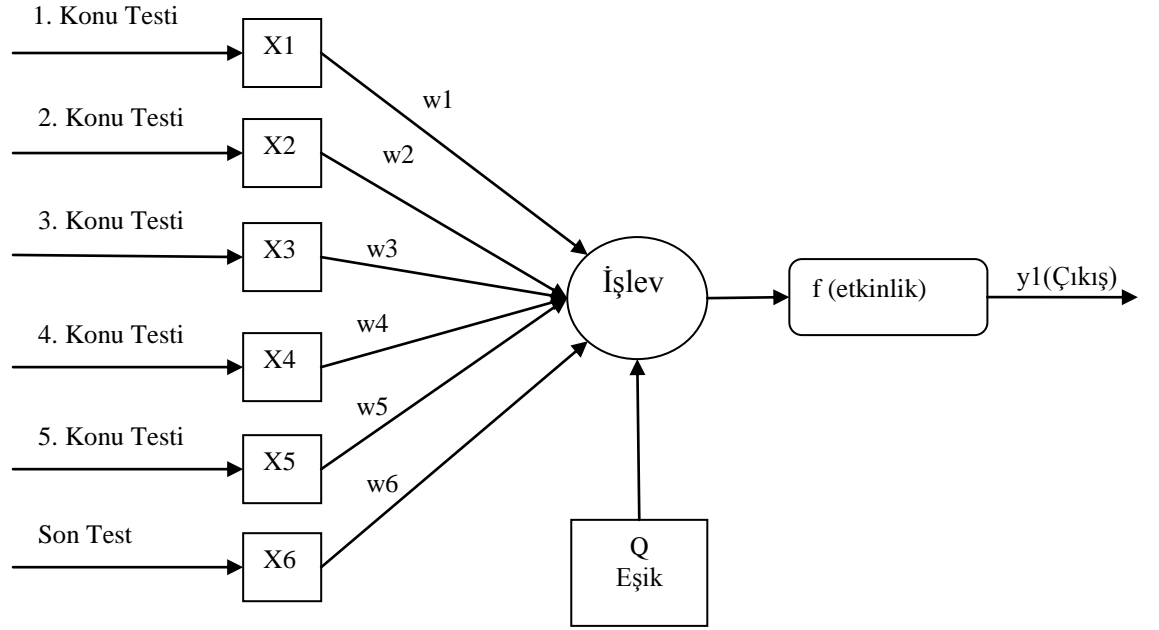 1. Konu Testi
X1
w1
2. Konu Testi
X2
w2
3. Konu Testi
X3
w3
İşlev
f (etkinlik)
y1(Çıkış)
4. Konu Testi
X4
w4
5. Konu Testi
X5
w5
w6
Son Test
X6
Q
Eşik